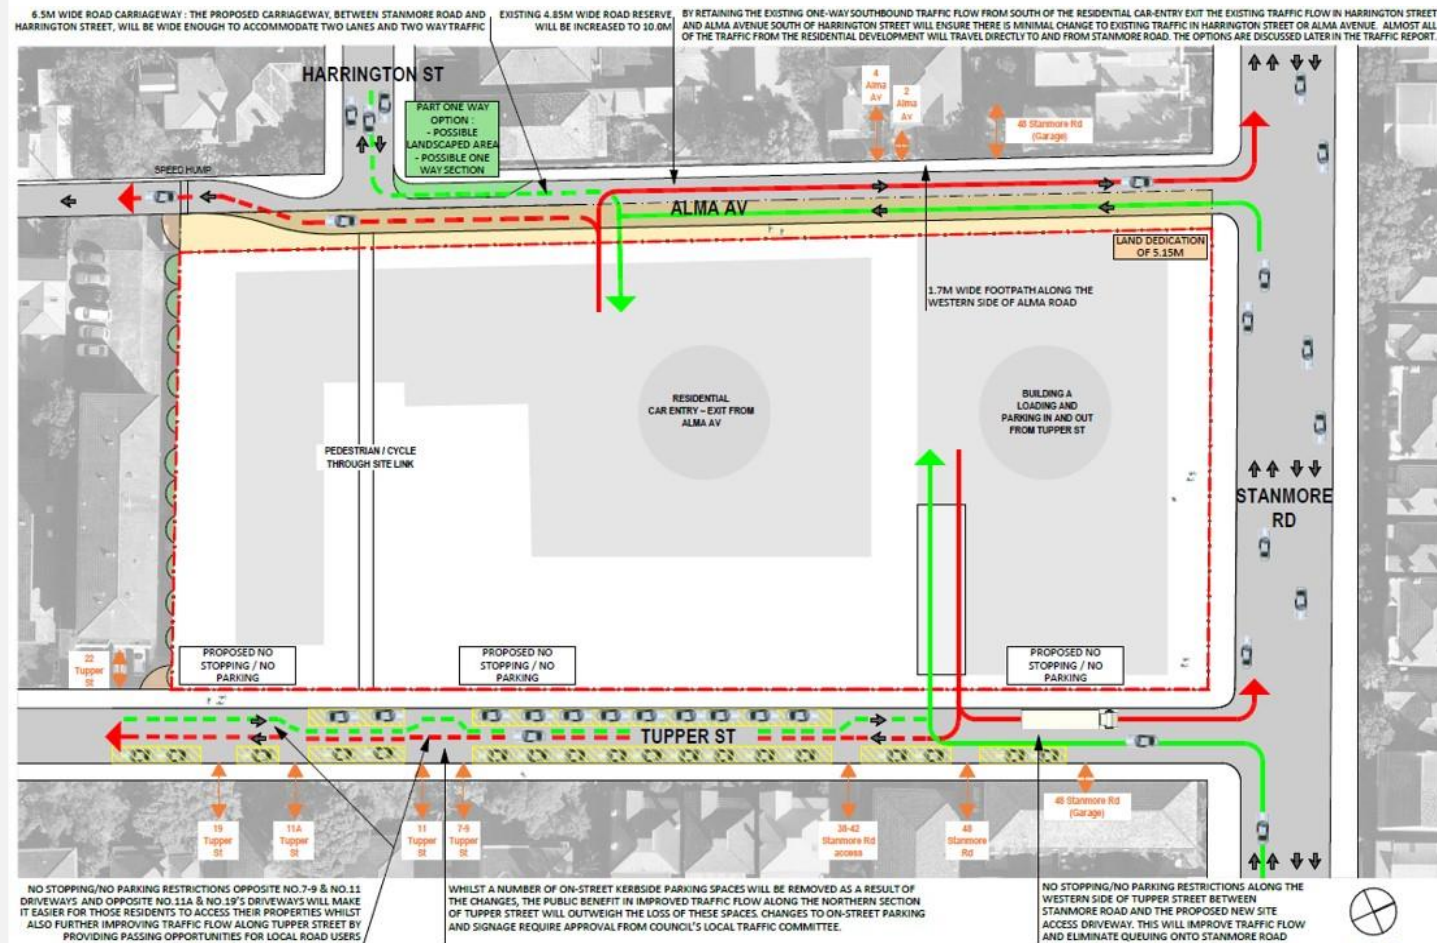 6.5M WIDE ROAD CARRIAGEWAY : THE PROPOSED CARRIAGEWAY, BETWEEN STANMORE ROAD AND
HARRINGTON STREET, WILL BE WIDE ENOUGH TO ACCOMMODATE TWO LANES AND TWO WAY TRAFFIC
EXISTING 4.85M WIDE ROAD RESERVE
WILL BE INCREASED TO 10.0M
BY RETAINING THE EXISTING ONE-WAY SOUTHBOUND TRAFFIC FLOW FROM SOUTH OF THE RESIDENTIAL CAR-ENTRY EXIT THE EXISTING TRAFFIC FLOW IN HARRINGTON STREET
AND ALMA AVENUE SOUTH OF HARRINGTON STREET WILL ENSURE THERE IS MINIMAL CHANGE TO EXISTING TRAFFIC IN HARRINGTON STREET OR ALMA AVENUE. ALMOST ALL
OF THE TRAFFIC FROM THE RESIDENTIAL DEVELOPMENT WILL TRAVEL DIRECTLY TO AND FROM STANMORE ROAD. THE OPTIONS ARE DISCUSSED LATER IN THE TRAFFIC REPORT.
HARRINGTON ST
PART ONE WAY
OPTION :
- POSSIBLE
LANDSCAPED AREA
- POSSIBLE ONE
WAY SECTION
4
Alma
Av
2
Alma
Av
48 Stanmore Rd
(Garage)
SPEED HUMP
ALMA AV
LAND DEDICATION
OF 5.15M
1.7M WIDE FOOTPATH ALONG THE
WESTERN SIDE OF ALMA ROAD
RESIDENTIAL
CAR ENTRY – EXIT FROM
ALMA AV
BUILDING A
LOADING AND
PARKING IN AND OUT
FROM TUPPER ST
PEDESTRIAN / CYCLE
THROUGH SITE LINK
STANMORE
RD
22
Tupper
St
PROPOSED NO
STOPPING / NO
PARKING
PROPOSED NO
STOPPING / NO
PARKING
PROPOSED NO
STOPPING / NO
PARKING
TUPPER ST
19
Tupper
St
11A
Tupper
St
11
Tupper
St
7-9
Tupper
St
38-42
Stanmore Rd
access
48
Stanmore
Rd
46 Stanmore Rd
(Garage)
NO STOPPING/NO PARKING RESTRICTIONS OPPOSITE NO.7-9 & NO.11
DRIVEWAYS AND OPPOSITE NO.11A & NO.19'S DRIVEWAYS WILL MAKE
IT EASIER FOR THOSE RESIDENTS TO ACCESS THEIR PROPERTIES WHILST
ALSO FURTHER IMPROVING TRAFFIC FLOW ALONG TUPPER STREET BY
PROVIDING PASSING OPPORTUNITIES FOR LOCAL ROAD USERS
WHILST A NUMBER OF ON-STREET KERBSIDE PARKING SPACES WILL BE REMOVED AS A RESULT OF
THE CHANGES, THE PUBLIC BENEFIT IN IMPROVED TRAFFIC FLOW ALONG THE NORTHERN SECTION
OF TUPPER STREET WILL OUTWEIGH THE LOSS OF THESE SPACES. CHANGES TO ON-STREET PARKING
AND SIGNAGE REQUIRE APPROVAL FROM COUNCIL'S LOCAL TRAFFIC COMMITTEE.
NO STOPPING/NO PARKING RESTRICTIONS ALONG THE
WESTERN SIDE OF TUPPER STREET BETWEEN
STANMORE ROAD AND THE PROPOSED NEW SITE
ACCESS DRIVEWAY. THIS WILL IMPROVE TRAFFIC FLOW
AND ELIMINATE QUEUING ONTO STANMORE ROAD